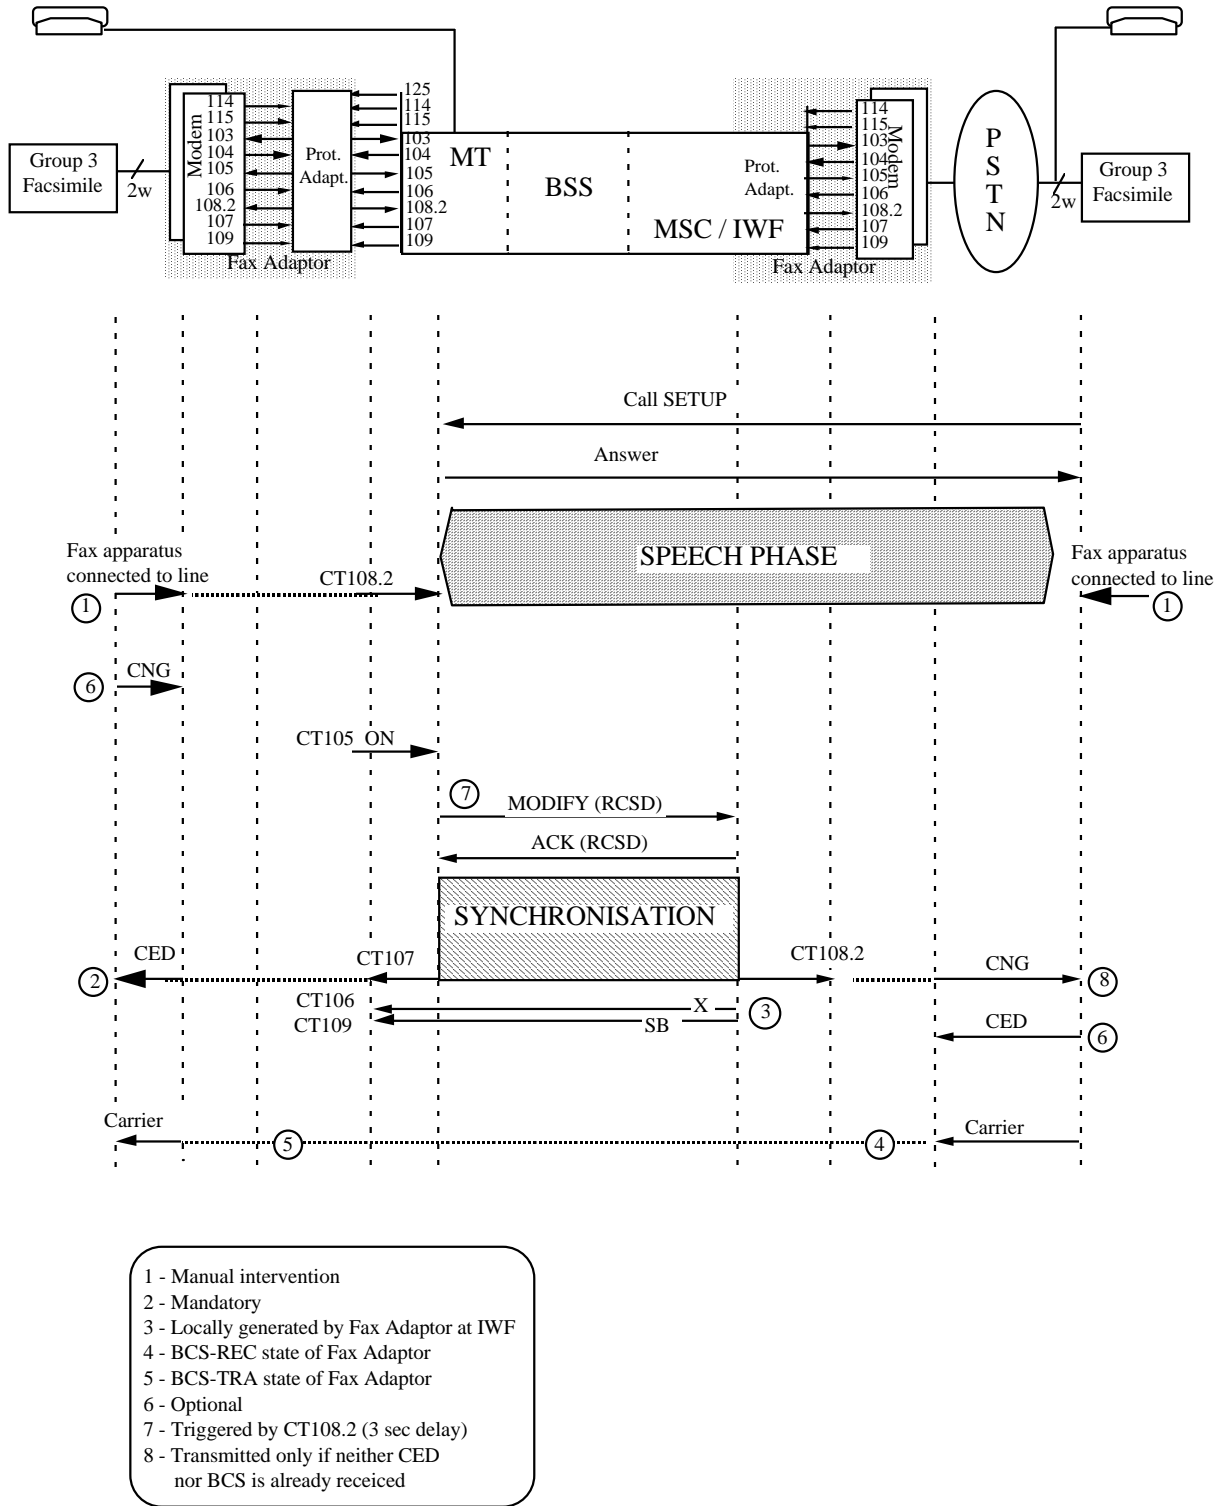 114
115
103
104
105
106
108.2
107
109
Modem
Prot.
Adapt.
125
114
115
103
104
105
106
108.2
107
109
MT
BSS
MSC / IWF
Prot.
Adapt.
114
115
103
104
105
106
108.2
107
109
Modem
P
S
T
N
Group 3
Facsimile
2w
2w
Group 3
Facsimile
Fax Adaptor
Fax Adaptor
Call SETUP
Answer
SPEECH PHASE
Fax apparatus
connected to line
1
CT108.2
Fax apparatus
connected to line
1
CNG
6
CT105 ON
7
MODIFY (RCSD)
ACK (RCSD)
SYNCHRONISATION
CED
2
CT107
CT108.2
CNG
8
CT106
X
3
CT109
SB
CED
6
Carrier
5
4
Carrier
1 - Manual intervention
2 - Mandatory
3 - Locally generated by Fax Adaptor at IWF
4 - BCS-REC state of Fax Adaptor
5 - BCS-TRA state of Fax Adaptor
6 - Optional
7 - Triggered by CT108.2 (3 sec delay)
8 - Transmitted only if neither CED
nor BCS is already receiced